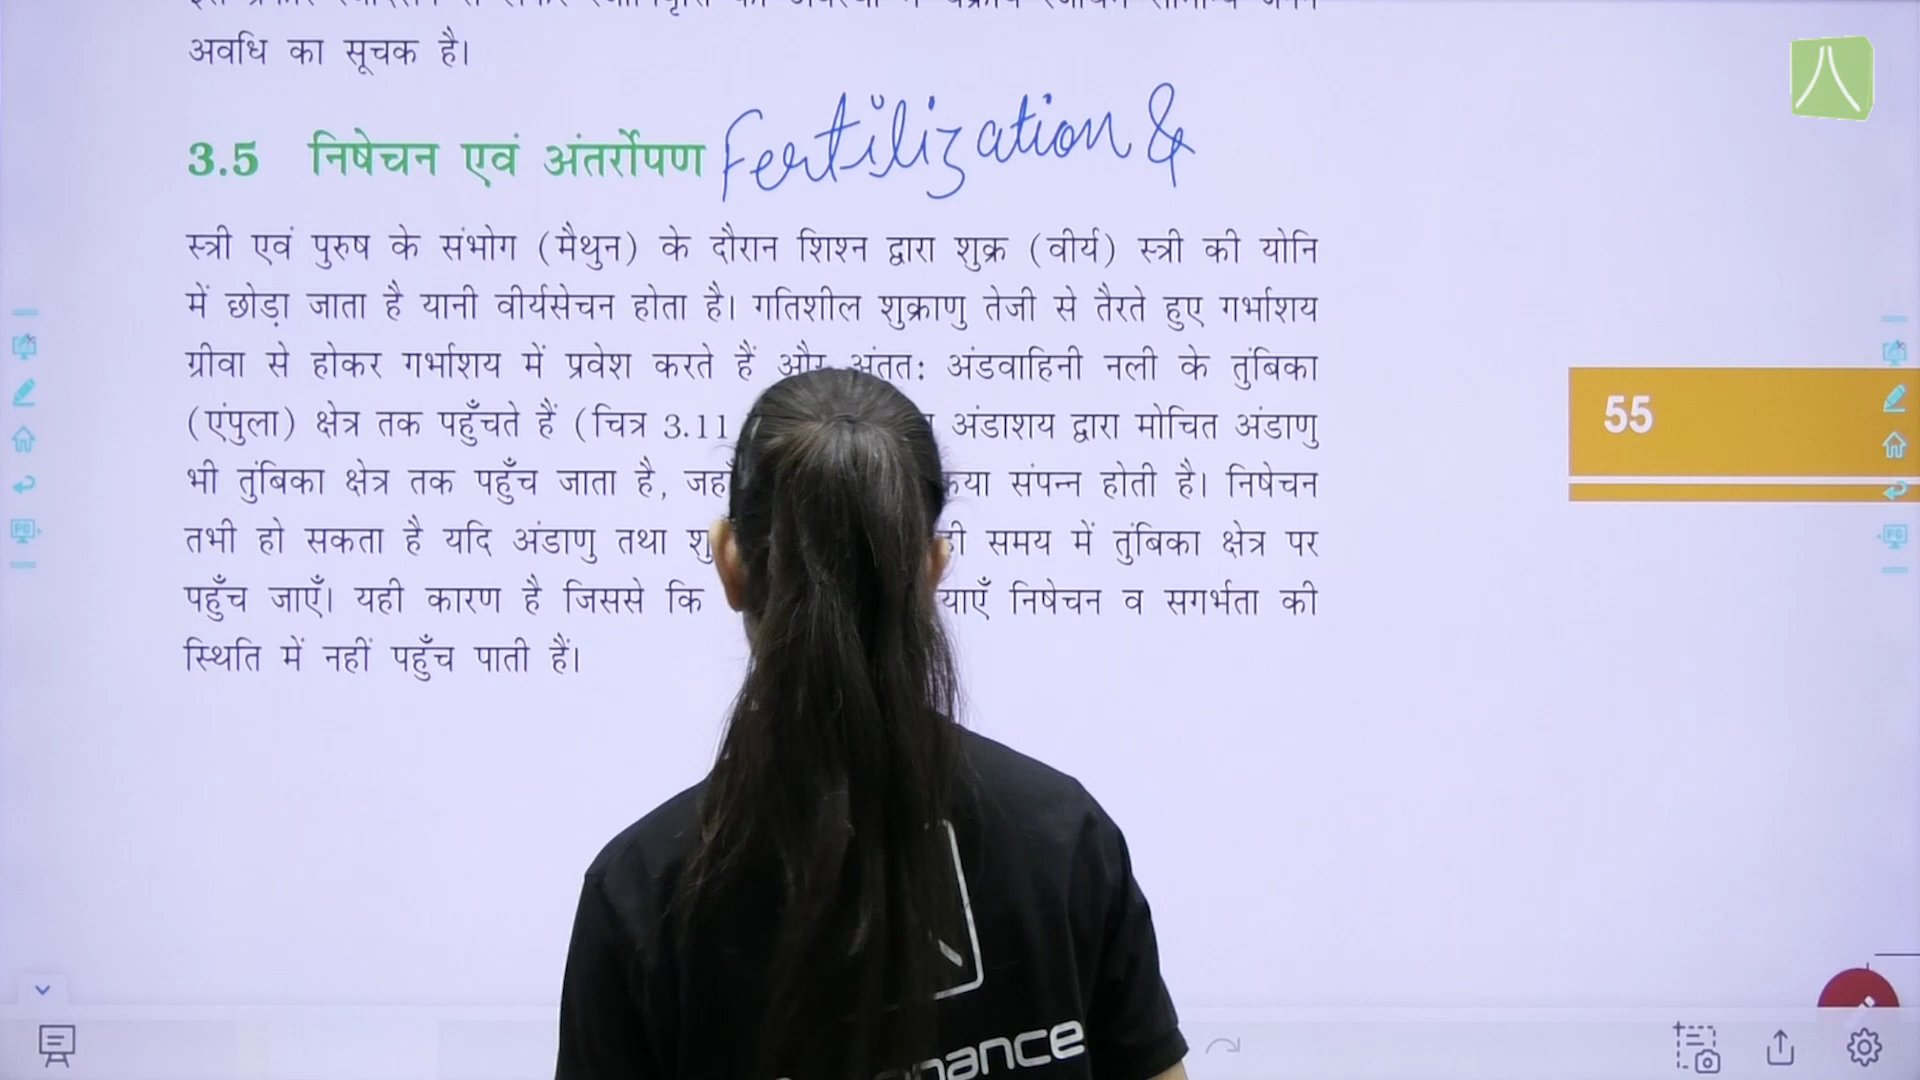 अवधि का सूचक है।
3.5 निषेचन एवं अंतर्रोपण Fertilization &
स्त्री एवं पुरुष के संभोग (मैथुन) के दौरान शिश्न द्वारा शुक्र (वीर्य) स्त्री की योनि
में छोड़ा जाता है यानी वीर्यसेचन होता है। गतिशील शुक्राणु तेजी से तैरते हुए गर्भाशय
ग्रीवा से होकर गर्भाशय में प्रवेश करते हैं और अंततः अंडवाहिनी नली के तुंबिका
(एंपुला) क्षेत्र तक पहुँचते हैं (चित्र 3.11 अंडाशय द्वारा मोचित अंडाणु
भी तुंबिका क्षेत्र तक पहुँच जाता है, संपन्न होती है। निषेचन
तभी हो सकता है यदि अंडाणु तथा समय में तुंबिका क्षेत्र पर
पहुँच जाएँ। यही कारण है जिससे कि निषेचन व सगर्भता की
स्थिति में नहीं पहुँच पाती हैं।
55
nance